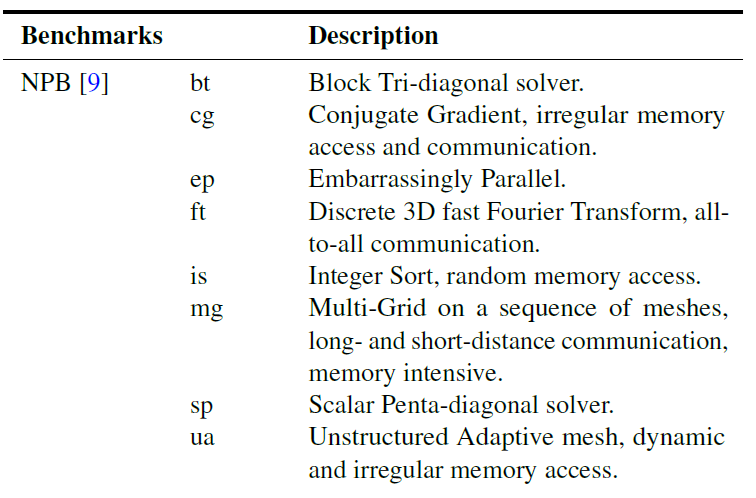 Benchmarks Description
NPB [9] bt Block Tri-diagonal solver.
cg Conjugate Gradient, irregular memory
access and communication.
ep Embarrassingly Parallel.
ft Discrete 3D fast Fourier Transform, all-
to-all communication.
is Integer Sort, random memory access.
mg Multi-Grid on a sequence of meshes,
long- and short-distance communication,
memory intensive.
sp Scalar Penta-diagonal solver.
ua Unstructured Adaptive mesh, dynamic
and irregular memory access.